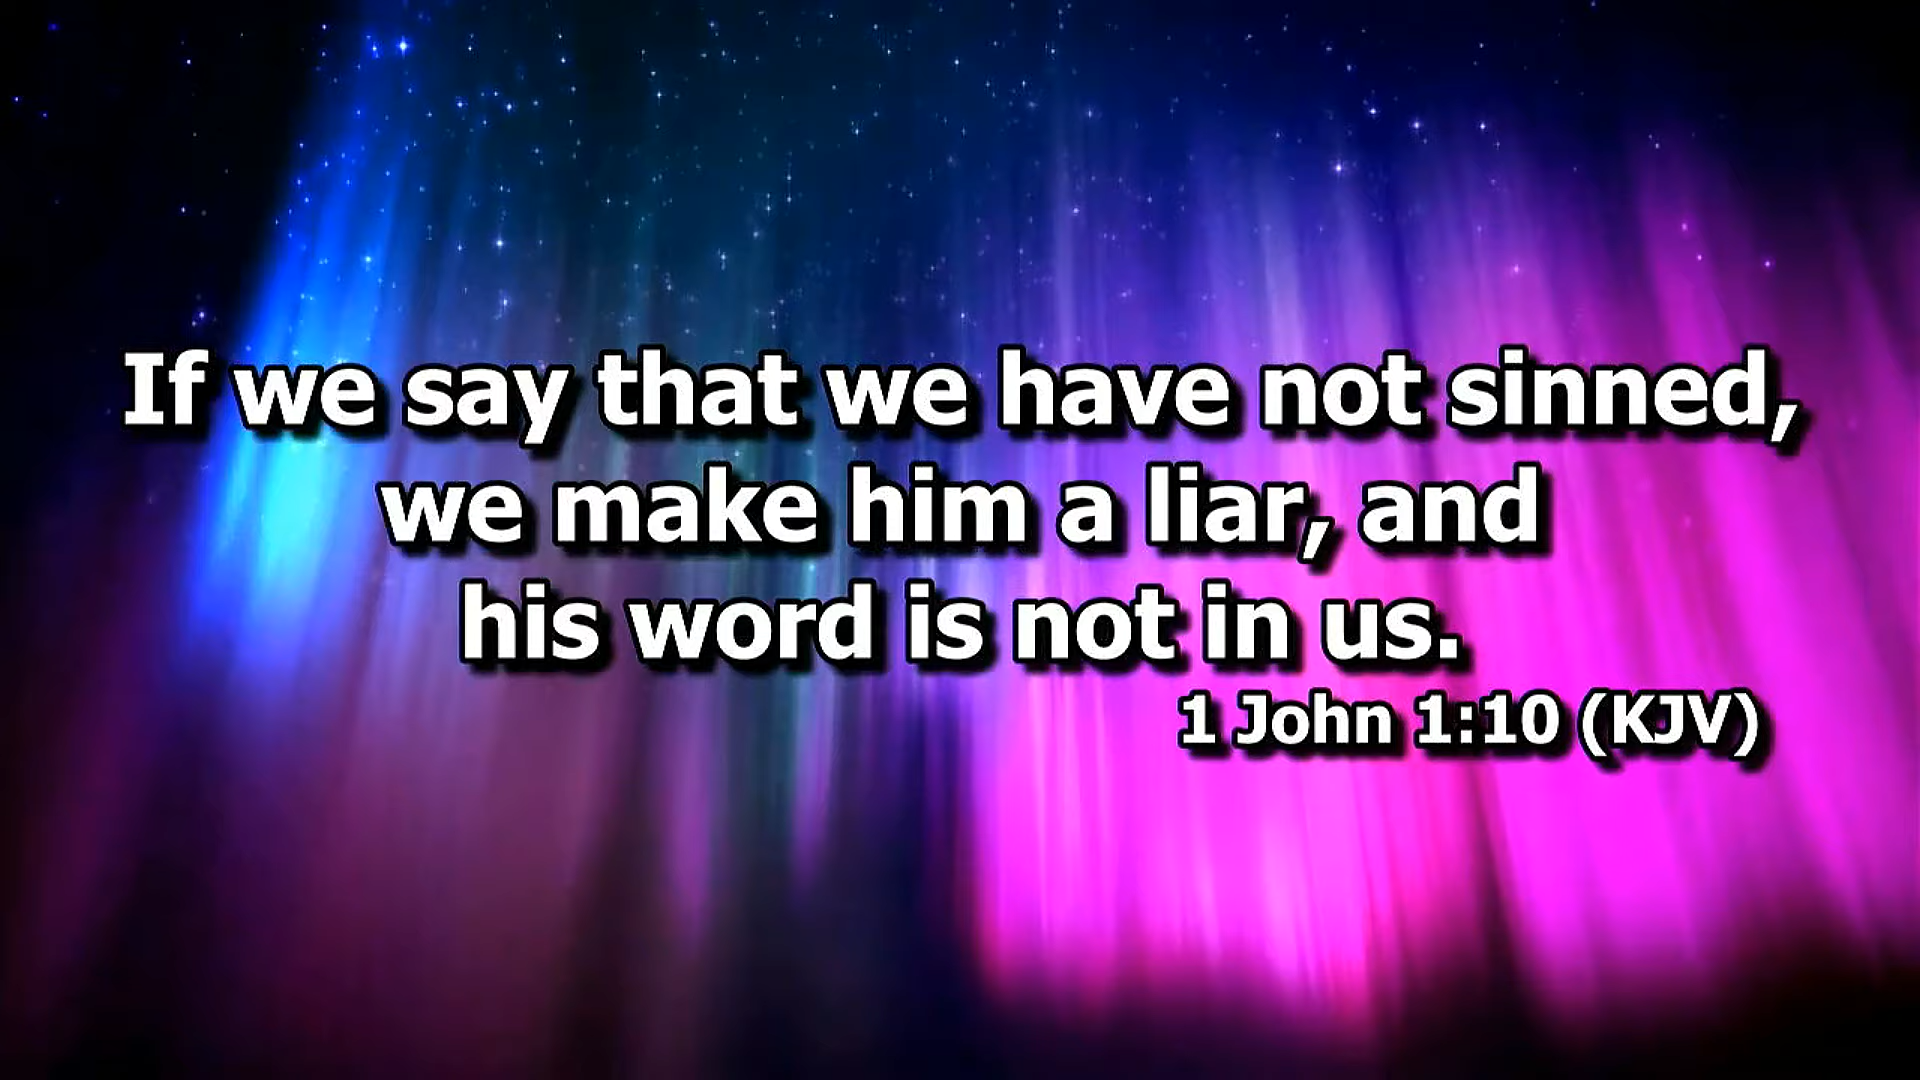 If we say that we have not sinned,
we make him a liar, and
his word is not in us.
1 John 1:10 (KJV)